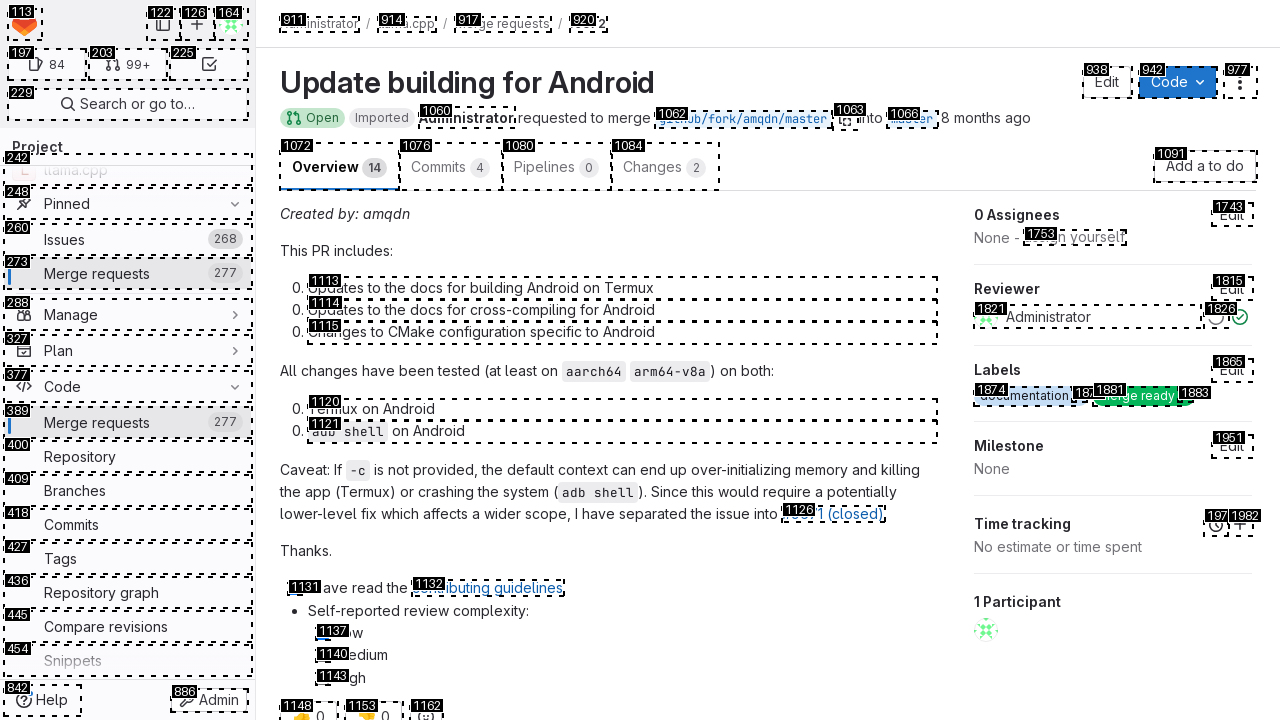 113
122
126
164
197
84
203
99+
225
229
Search or go to…
Project
242
llama.cpp
248
Pinned
260
Issues
268
273
Merge requests
277
288
Manage
327
Plan
377
Code
389
Merge requests
277
400
Repository
409
Branches
418
Commits
427
Tags
436
Repository graph
445
Compare revisions
454
Snippets
842
Help
886
Admin
911
/
914
/
917
/
920
Update building for Android
938
Edit
942
Code
977
Open
Imported
1060
Administrator requested to merge
1062
github/fork/amqdn/master
1063
into
1066
master
8 months ago
1072
Overview 14
1076
Commits 4
1080
Pipelines 0
1084
Changes 2
1091
Add a to do
Created by: amqdn
This PR includes:
1113
0. Updates to the docs for building Android on Termux
1114
0. Updates to the docs for cross-compiling for Android
1115
0. Changes to CMake configuration specific to Android
All changes have been tested (at least on aarch64 arm64-v8a) on both:
1120
0. Termux on Android
1121
0. adb shell on Android
Caveat: If -c is not provided, the default context can end up over-initializing memory and killing
the app (Termux) or crashing the system (adb shell). Since this would require a potentially
lower-level fix which affects a wider scope, I have separated the issue into
1126
(closed)
Thanks.
1131
have read the
1132
contributing guidelines
Self-reported review complexity:
1137
Low
1140
Medium
1143
High
1148
0
1153
0
1162
0 Assignees
1743
Edit
None -
1753
assign yourself
Reviewer
1815
Edit
1821
Administrator
1826
Labels
1865
Edit
1874
documentation
1881
merge ready
1883
Milestone
1951
Edit
None
Time tracking
1982
No estimate or time spent
1 Participant